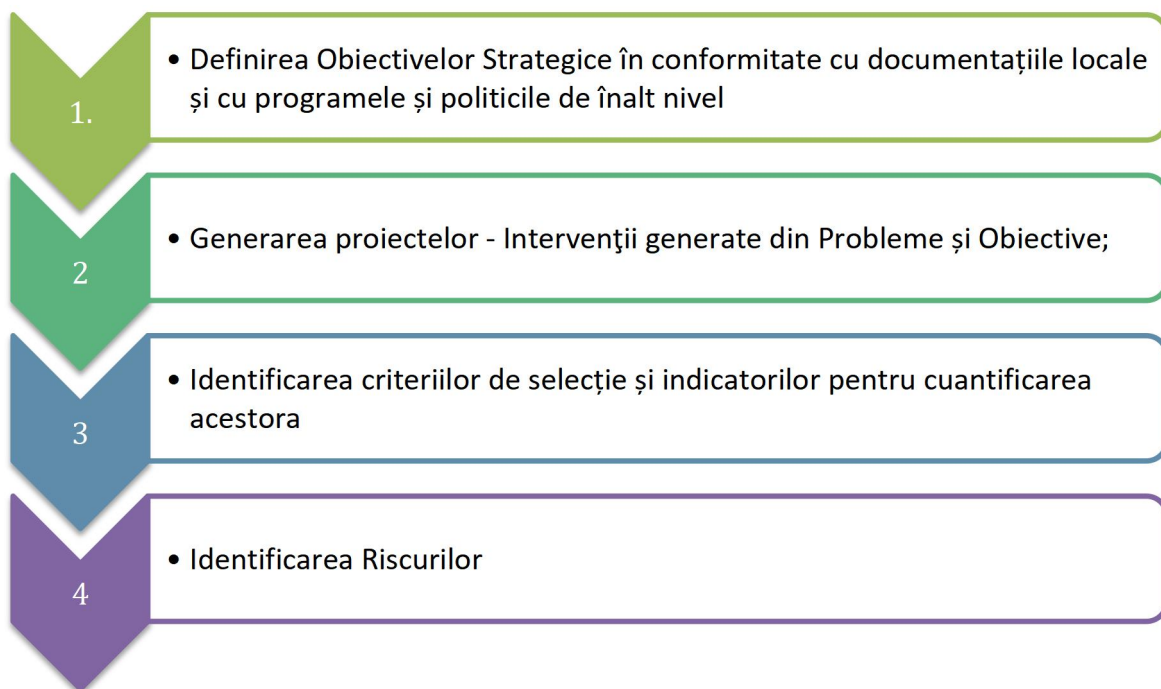 1.
• Definirea Obiectivelor Strategice în conformitate cu documentațiile locale
și cu programele și politicile de înalt nivel
2
• Generarea proiectelor - Intervenţii generate din Probleme și Obiective;
3
• Identificarea criteriilor de selecție și indicatorilor pentru cuantificarea
acestora
4
• Identificarea Riscurilor